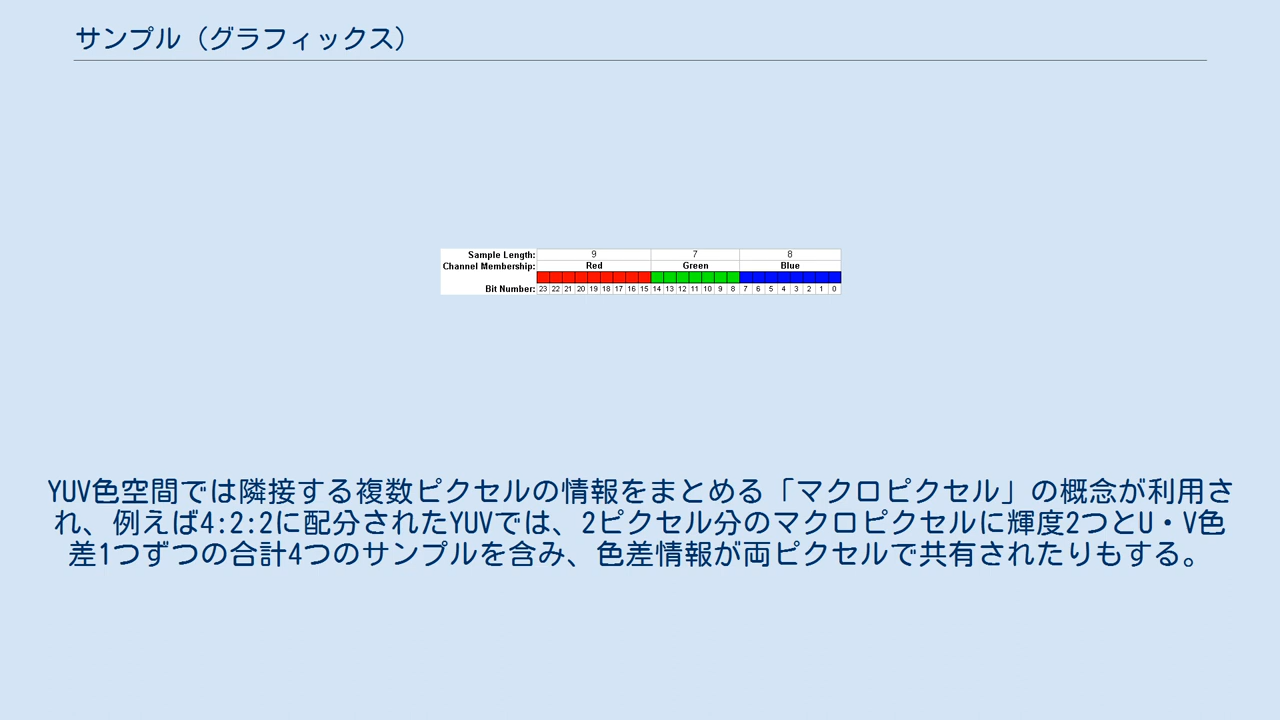 サンプル（グラフィックス）
Sample Length: 9 7 8
Channel Membership: Red Green Blue
Bit Number: 23 22 21 20 19 18 17 16 15 14 13 12 11 10 9 8 7 6 5 4 3 2 1 0
YUV色空間では隣接する複数ピクセルの情報をまとめる「マクロピクセル」の概念が利用さ
れ、例えば4:2:2に配分されたYUVでは、2ピクセル分のマクロピクセルに輝度2つとU・V色
差1つずつの合計4つのサンプルを含み、色差情報が両ピクセルで共有されたりもする。